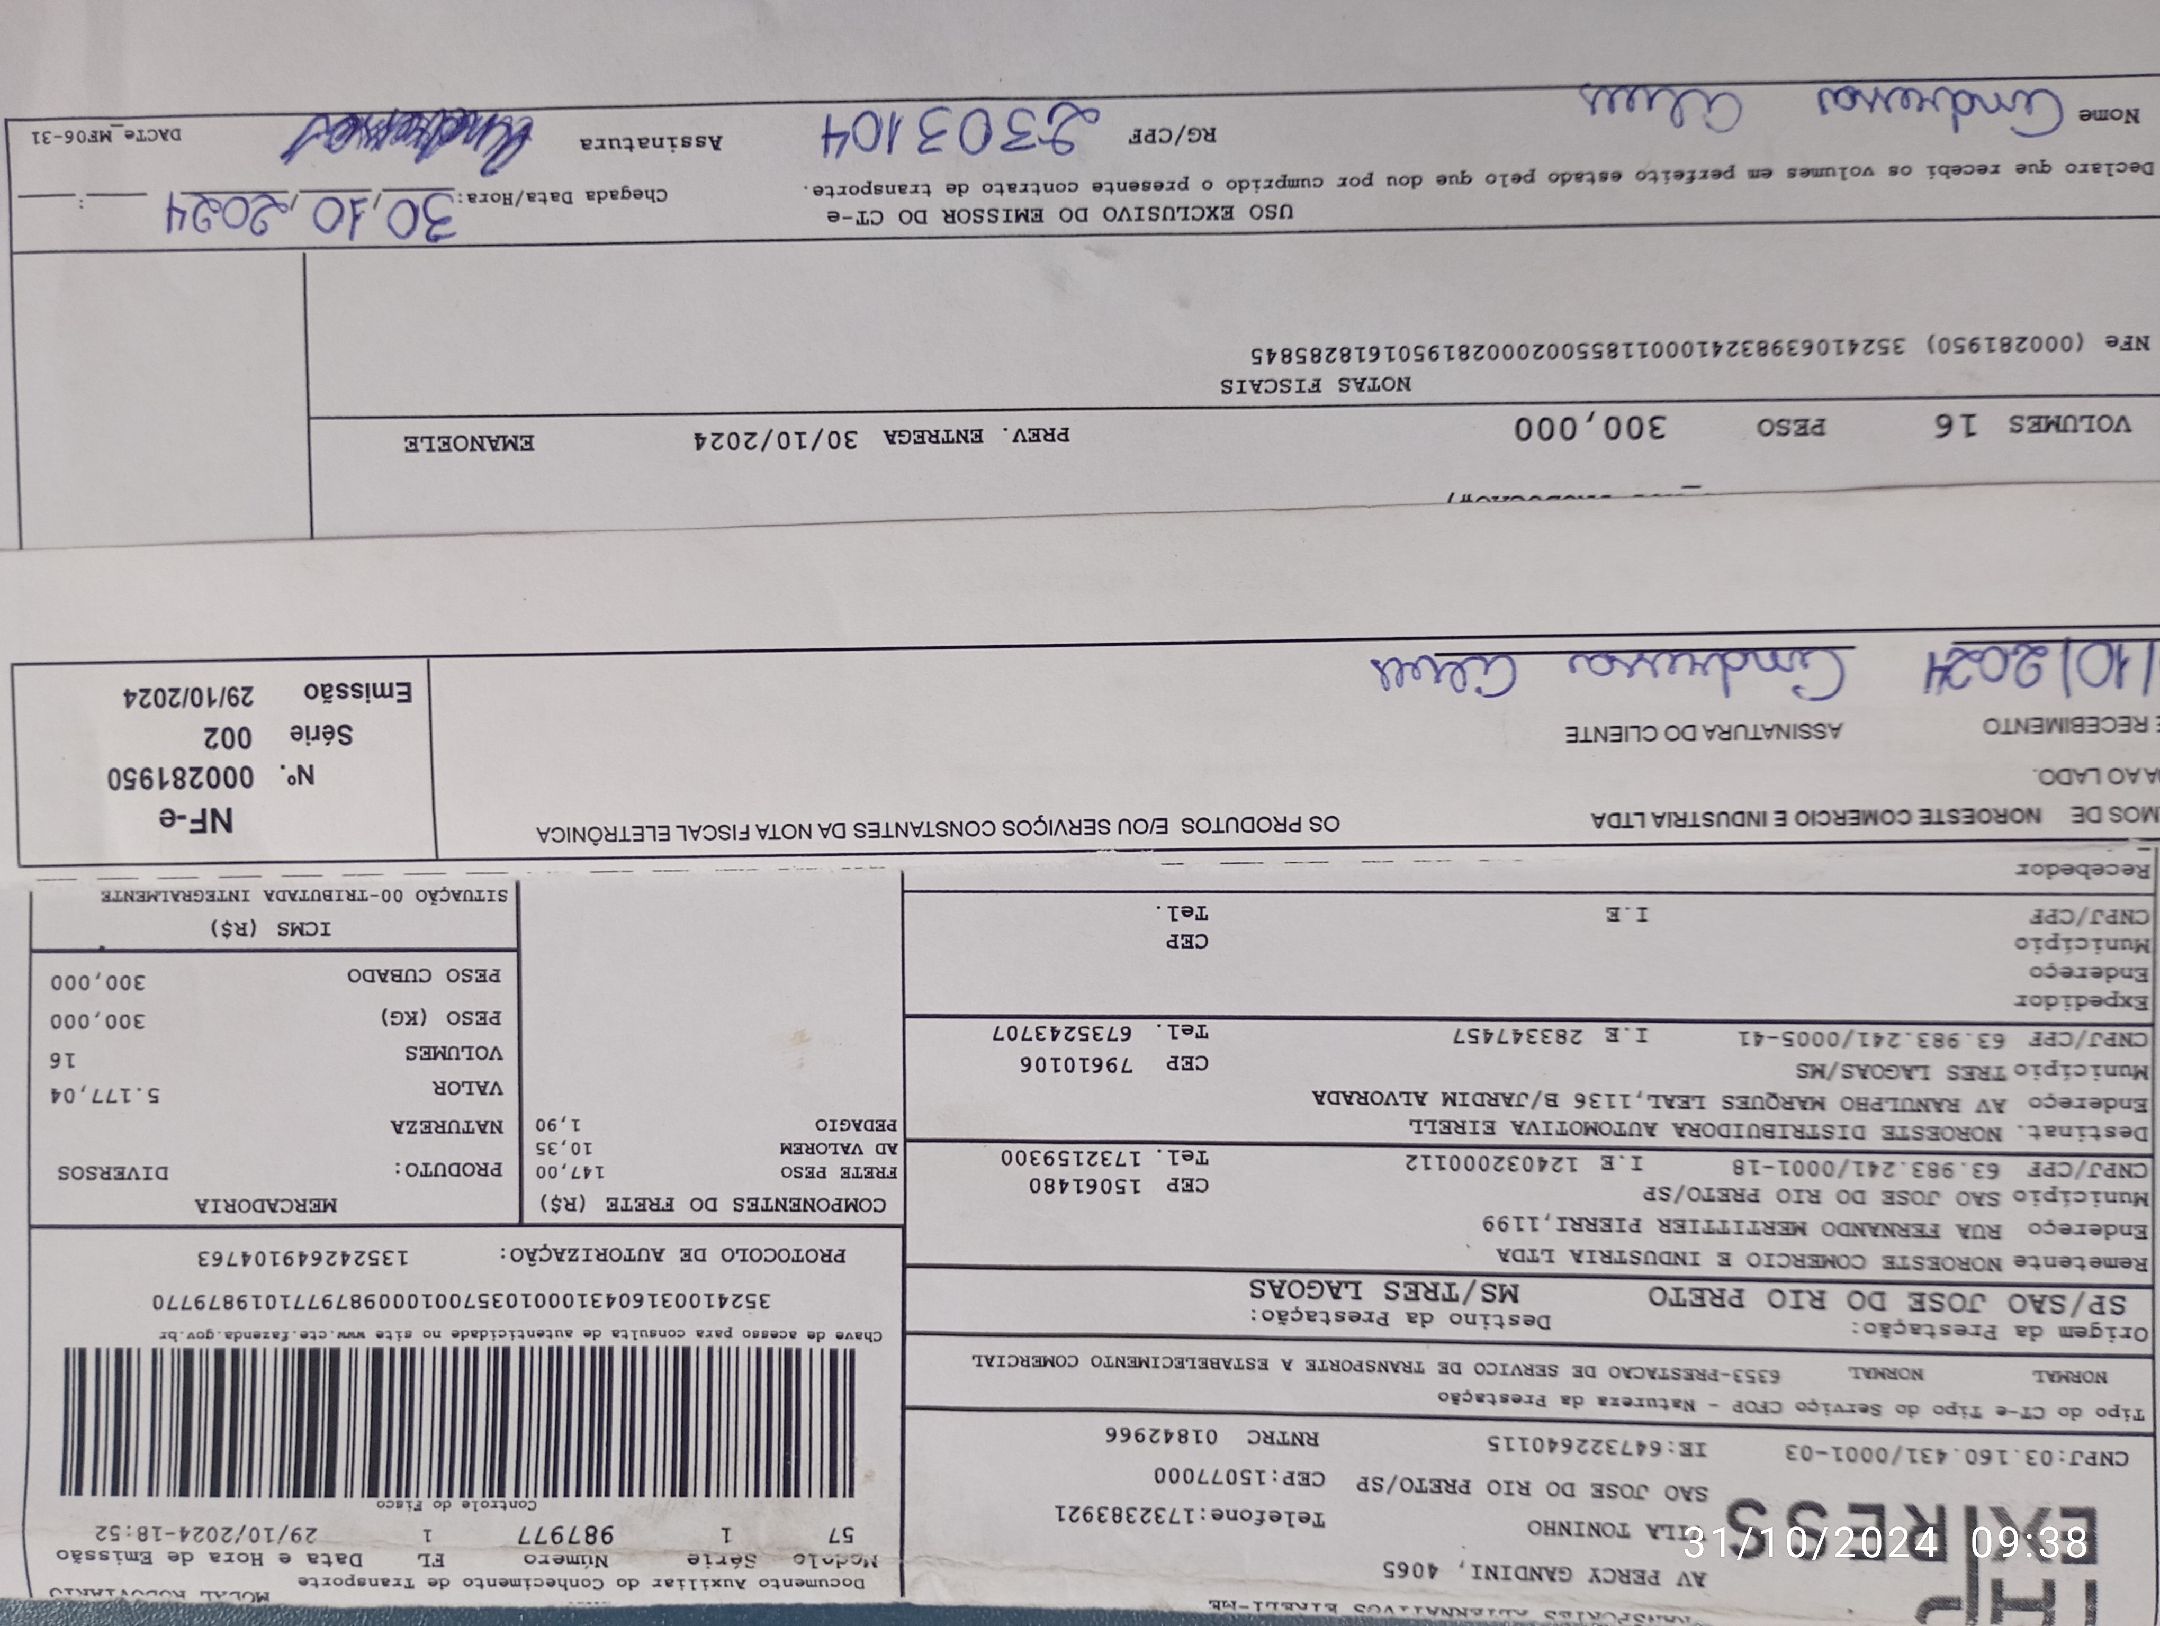 EXPRESS
AV PERCY GANDINI, 4065
VILA TONINHO
SAO JOSE DO RIO PRETO/SP CEP:15077000
Telefone:1732383921
CNPJ:03.160.431/0001-03 IE:647322640115 RNTRC 01842966
Documento Auxiliar do Conhecimento de Transporte
MODAL RODOVIARIO
Modelo Série Número FL Data e Hora de Emissão
57 1 987977 1 29/10/2024-18:52
Controle do Fisco
Chave de acesso para consulta de autenticidade no site www.cte.fazenda.gov.br
35241003160431000103570010009879771019879770
PROTOCOLO DE AUTORIZAÇÃO: 135242649104763
Tipo do CT-e Tipo do Serviço CFOP - Natureza da Prestação
NORMAL NORMAL 6353-PRESTACAO DE SERVICO DE TRANSPORTE A ESTABELECIMENTO COMERCIAL
Origem da Prestação: Destino da Prestação:
SP/SAO JOSE DO RIO PRETO MS/TRES LAGOAS
Remetente NOROESTE COMERCIO E INDUSTRIA LTDA
Endereço RUA FERNANDO MERTITTIER PIERRI,1199
Município SAO JOSE DO RIO PRETO/SP CEP 15061480
CNPJ/CPF 63.983.241/0001-18 I.E 124032000112 Tel. 1732159300
Destinat. NOROESTE DISTRIBUIDORA AUTOMOTIVA EIRELL
Endereço AV RANULPHO MARQUES LEAL,1136 B/JARDIM ALVORADA
Município TRES LAGOAS/MS CEP 79610106
CNPJ/CPF 63.983.241/0005-41 I.E 283347457 Tel. 6735243707
Expedidor
Endereço
Município CEP
CNPJ/CPF I.E Tel.
Recebedor
COMPONENTES DO FRETE (R$)
FRETE PESO 147,00
AD VALOREM 10,35
PEDAGIO 1,90
MERCADORIA
PRODUTO: DIVERSOS
NATUREZA
VALOR 5.177,04
VOLUMES 16
PESO (KG) 300,000
PESO CUBADO 300,000
ICMS (R$)
SITUAÇÃO 00-TRIBUTADA INTEGRALMENTE
MOS DE NOROESTE COMERCIO E INDUSTRIA LTDA OS PRODUTOS E/OU SERVIÇOS CONSTANTES DA NOTA FISCAL ELETRÔNICA
A AO LADO.
E RECEBIMENTO ASSINATURA DO CLIENTE
/10/2024 Andressa Alves
NF-e
Nº. 000281950
Série 002
Emissão 29/10/2024
VOLUMES 16 PESO 300,000 PREV. ENTREGA 30/10/2024 EMANOELE
NOTAS FISCAIS
NFe (000281950) 35241063983241000118550020002819501618285845
USO EXCLUSIVO DO EMISSOR DO CT-e
Declaro que recebi os volumes em perfeito estado pelo que dou por cumprido o presente contrato de transporte.
Chegada Data/Hora: 30,10,2024 :
Nome Andressa Alves RG/CPF 2303104 Assinatura Andressa
DACTe_MF06-31
31/10/2024 09:38